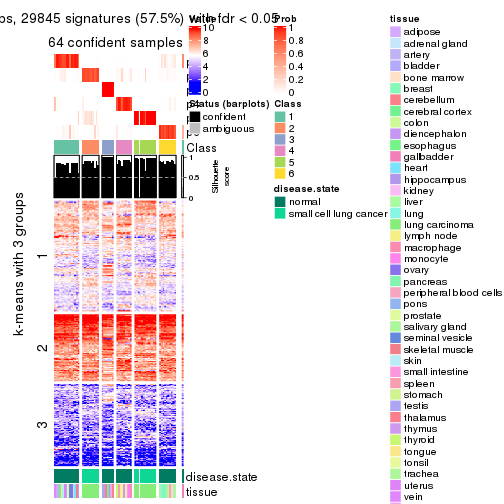 29845 signatures (57.5%) with fdr < 0.05
64 confident samples
Value
10
8
6
4
2
0
Prob
1
0.8
0.6
0.4
0.2
0
Status (barplots)
confident
ambiguous
Class
1
2
3
4
5
6
disease.state
normal
small cell lung cancer
Class
1
0.5
0
Silhouette
score
k-means with 3 groups
1
2
3
disease.state
tissue
tissue
adipose
adrenal gland
artery
bladder
bone marrow
breast
cerebellum
cerebral cortex
colon
diencephalon
esophagus
gallbladder
heart
hippocampus
kidney
liver
lung
lung carcinoma
lymph node
macrophage
monocyte
ovary
pancreas
peripheral blood cells
pons
prostate
salivary gland
seminal vesicle
skeletal muscle
skin
small intestine
spleen
stomach
testis
thalamus
thymus
thyroid
tongue
tonsil
trachea
uterus
vein